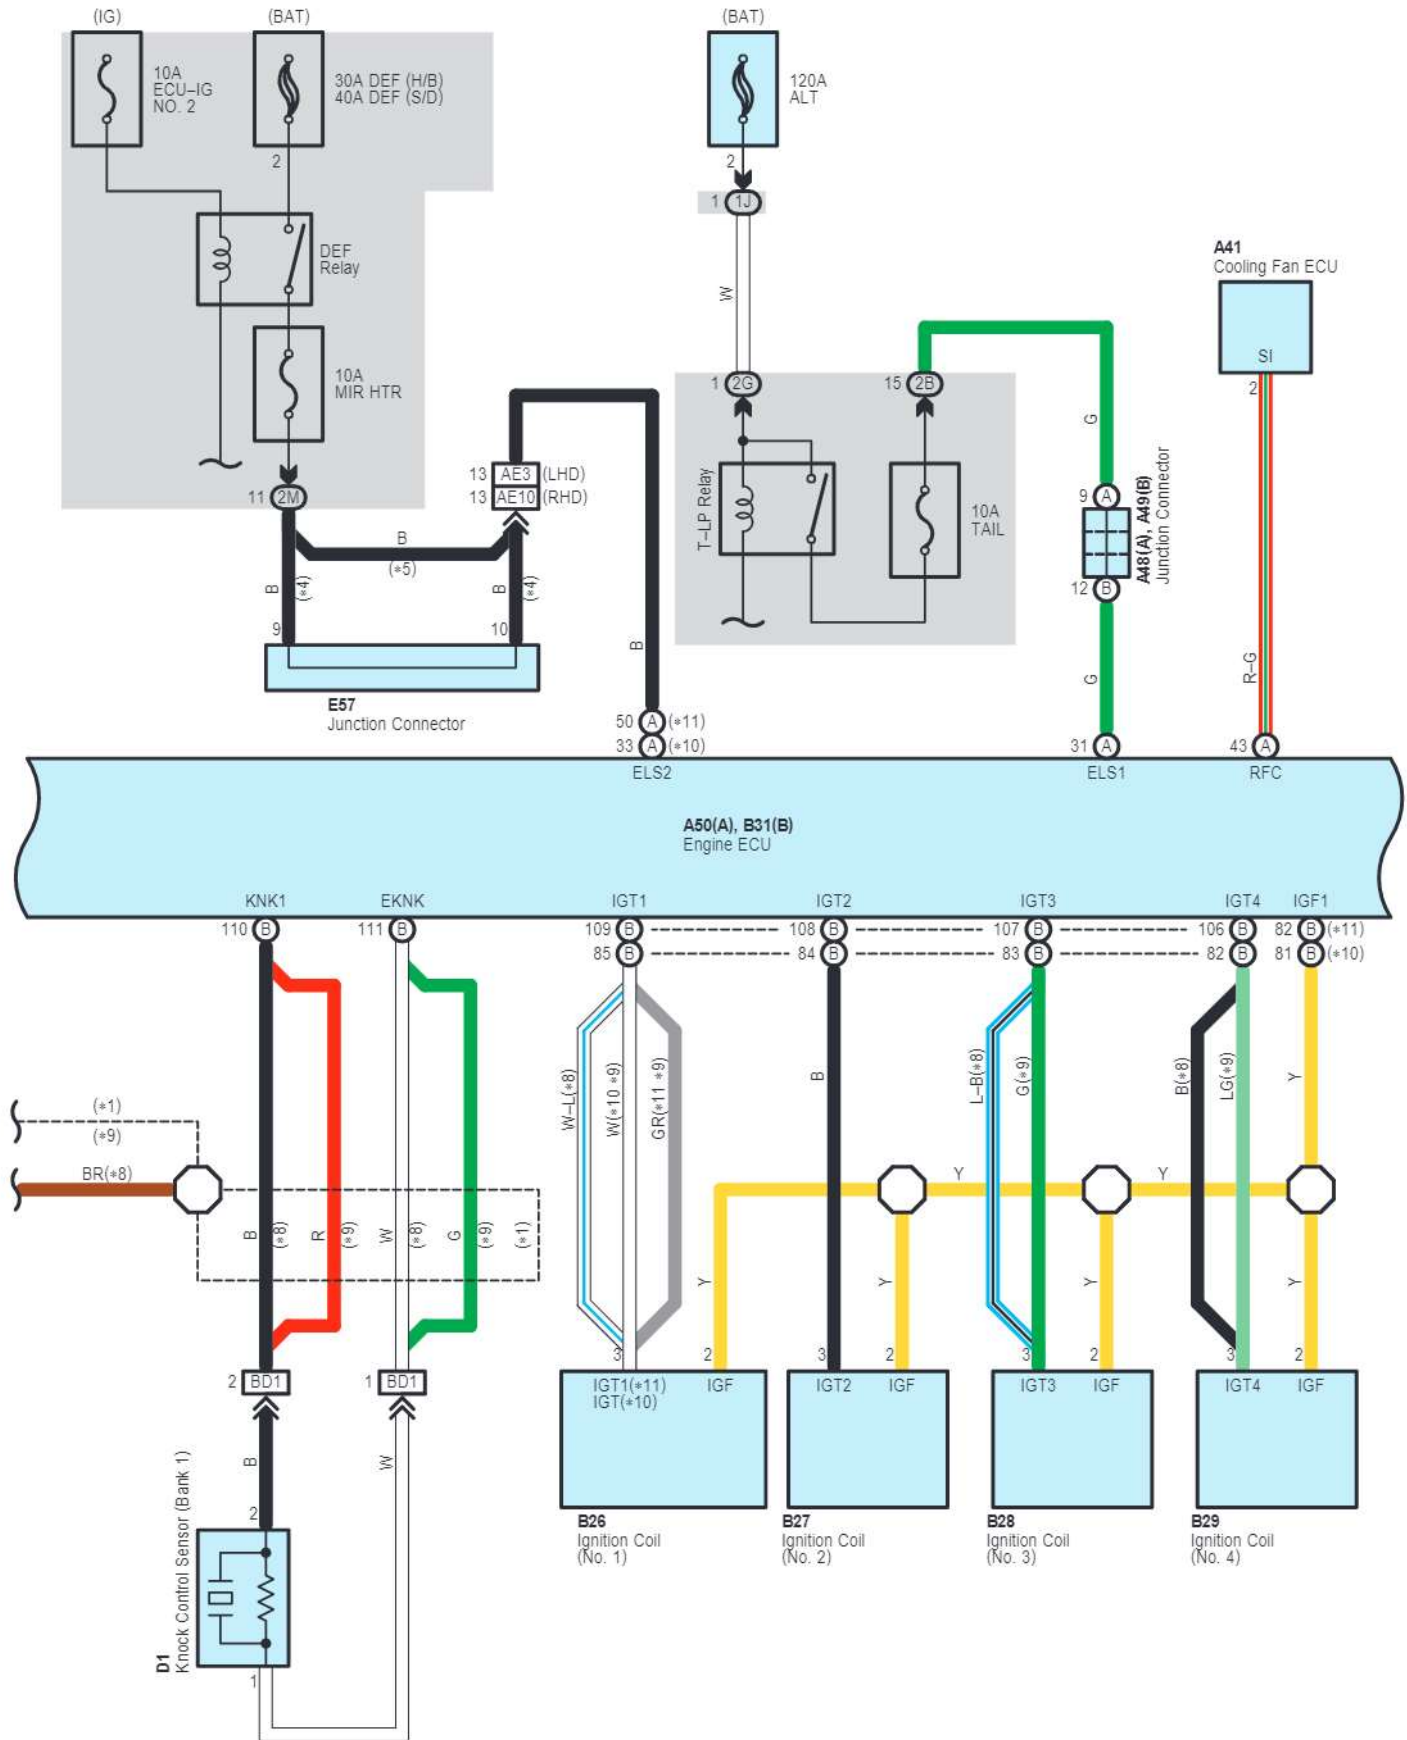 (IG)
(BAT)
(BAT)
10A
ECU-IG
NO. 2
30A DEF (H/B)
40A DEF (S/D)
120A
ALT
2
2
1 1J
A41
Cooling Fan ECU
DEF
Relay
W
SI
2
10A
MIR HTR
1 2G
15 2B
G
13 AE3 (LHD)
13 AE10 (RHD)
11 2M
T-LP Relay
10A
TAIL
9 A
A48(A), A49(B)
Junction Connector
12 B
B
(*5)
B
(*4)
B
(*4)
9
10
B
G
R-G
E57
Junction Connector
50 A (*11)
33 A (*10)
31 A
43 A
ELS2
ELS1
RFC
A50(A), B31(B)
Engine ECU
KNK1
EKNK
IGT1
IGT2
IGT3
IGT4
IGF1
110 B
111 B
109 B
108 B
107 B
106 B
82 B (*11)
85 B
84 B
83 B
82 B
81 B (*10)
W-L(*8)
W(*10 *9)
GR(*11 *9)
B
L-B(*8)
G(*9)
B(*8)
LG(*9)
Y
(*1)
(*9)
BR(*8)
Y
Y
B
(*8)
R
(*9)
W
(*8)
G
(*9)
(*1)
Y
Y
Y
Y
3
2
3
2
3
2
3
2
2 BD1
1 BD1
IGT1(*11)
IGT(*10)
IGF
IGT2
IGF
IGT3
IGF
IGT4
IGF
B
W
2
B26
Ignition Coil
(No. 1)
B27
Ignition Coil
(No. 2)
B28
Ignition Coil
(No. 3)
B29
Ignition Coil
(No. 4)
D1
Knock Control Sensor (Bank 1)
1